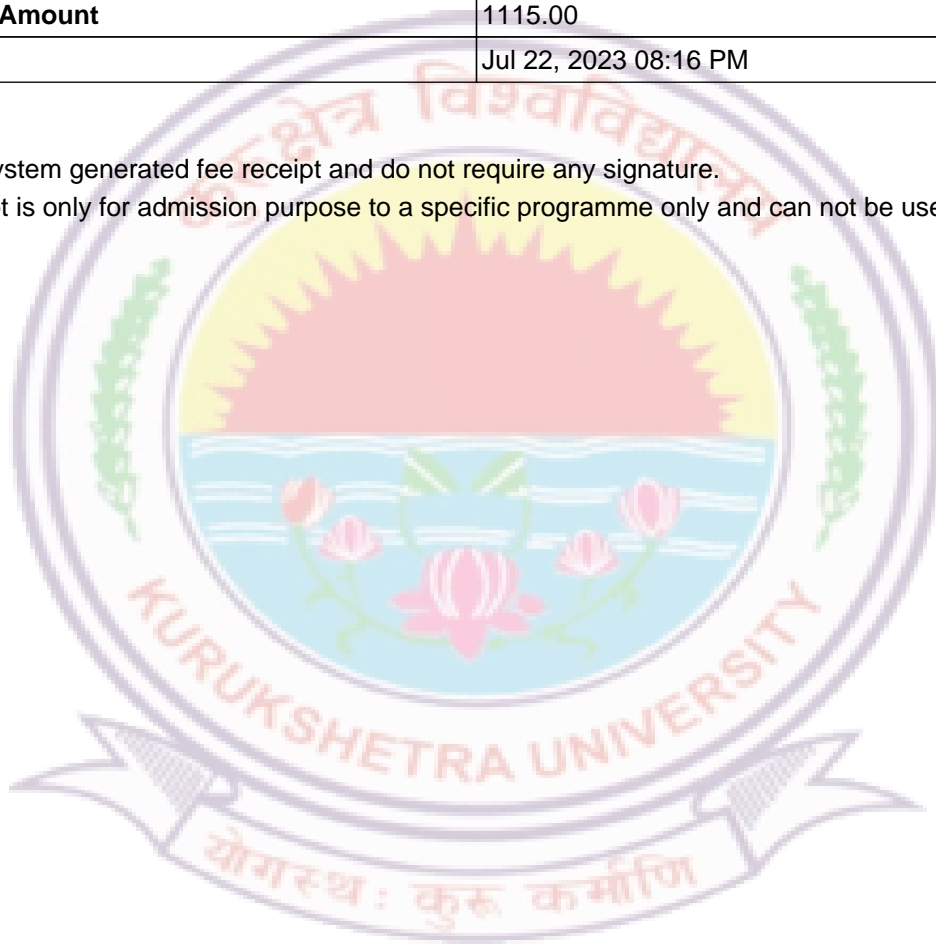 Amount 1115.00
Jul 22, 2023 08:16 PM
ystem generated fee receipt and do not require any signature.
t is only for admission purpose to a specific programme only and can not be use
कुरुक्षेत्र विश्वविद्यालय
KURUKSHETRA UNIVERSITY
योगस्थ: कुरु कर्माणि